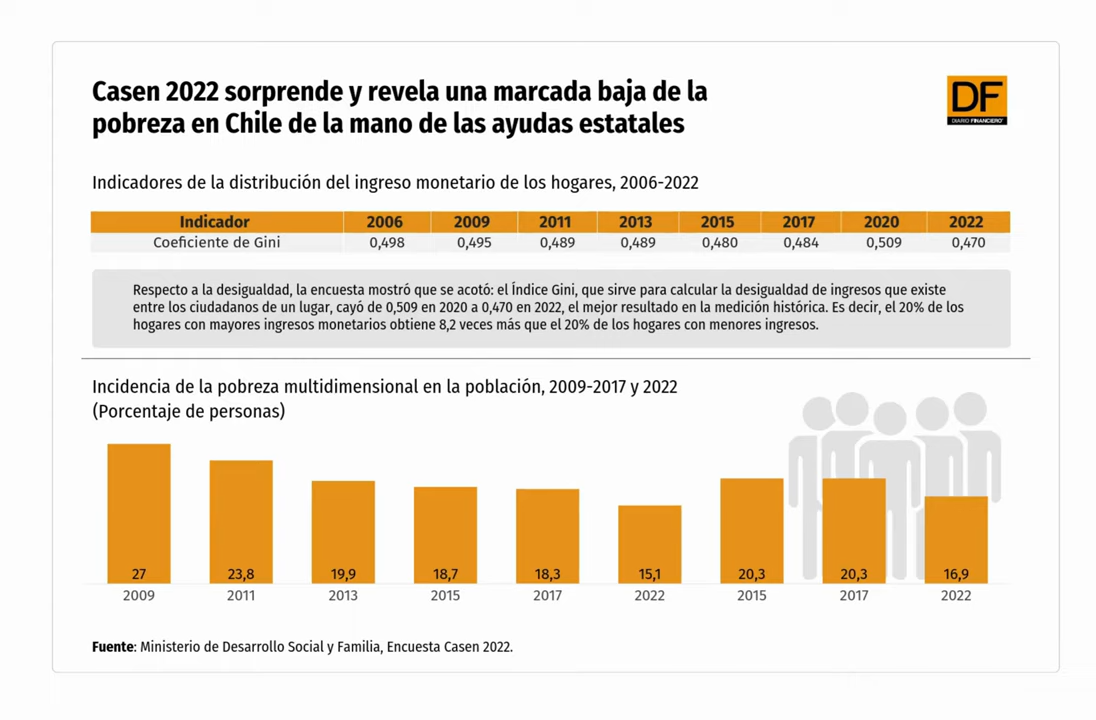 Casen 2022 sorprende y revela una marcada baja de la
pobreza en Chile de la mano de las ayudas estatales
DF
DIARIO FINANCIERO
Indicadores de la distribución del ingreso monetario de los hogares, 2006-2022
Indicador 2006 2009 2011 2013 2015 2017 2020 2022
Coeficiente de Gini 0,498 0,495 0,489 0,489 0,480 0,484 0,509 0,470
Respecto a la desigualdad, la encuesta mostró que se acotó: el Índice Gini, que sirve para calcular la desigualdad de ingresos que existe
entre los ciudadanos de un lugar, cayó de 0,509 en 2020 a 0,470 en 2022, el mejor resultado en la medición histórica. Es decir, el 20% de los
hogares con mayores ingresos monetarios obtiene 8,2 veces más que el 20% de los hogares con menores ingresos.
Incidencia de la pobreza multidimensional en la población, 2009-2017 y 2022
(Porcentaje de personas)
27 23,8 19,9 18,7 18,3 15,1 20,3 20,3 16,9
2009 2011 2013 2015 2017 2022 2015 2017 2022
Fuente: Ministerio de Desarrollo Social y Familia, Encuesta Casen 2022.